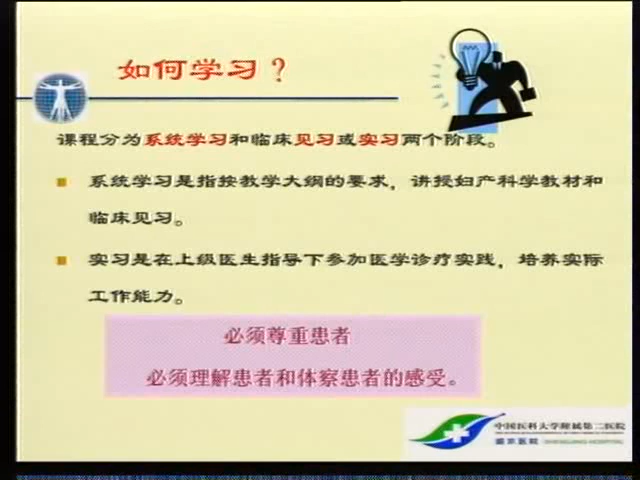 如何学习？
课程分为系统学习和临床见习或实习两个阶段。
系统学习是指按教学大纲的要求，讲授妇产科学教材和
临床见习。
实习是在上级医生指导下参加医学诊疗实践，培养实际
工作能力。
必须尊重患者
必须理解患者和体察患者的感受。
中国医科大学附属第二医院
盛京医院 (SHENGJING HOSPITAL)